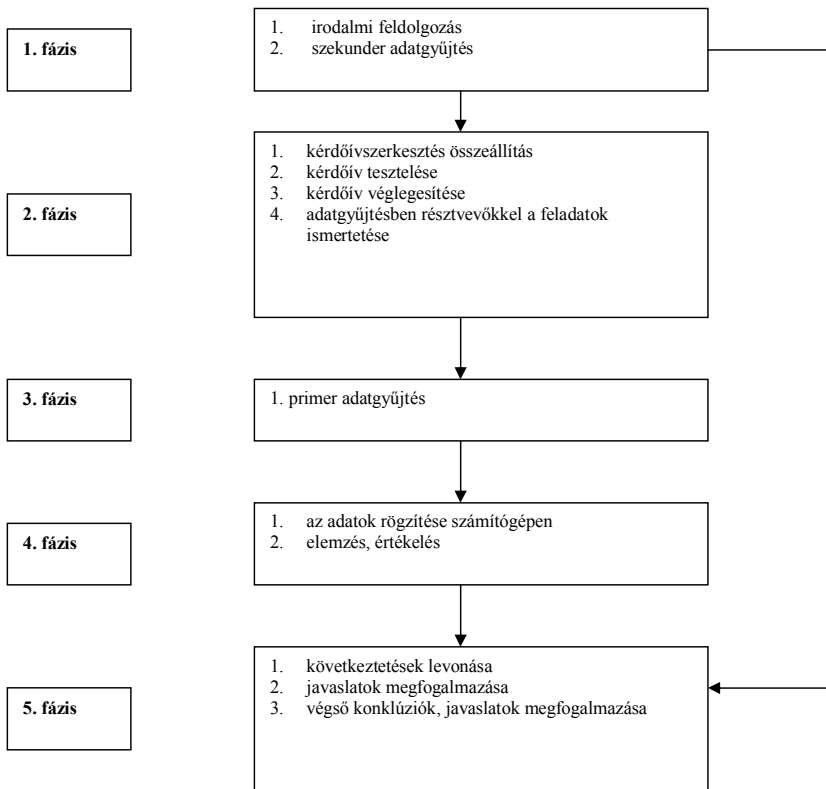 1. fázis
1. irodalmi feldolgozás
2. szekunder adatgyűjtés
2. fázis
1. kérdőívszerkesztés összeállítás
2. kérdőív tesztelése
3. kérdőív véglegesítése
4. adatgyűjtésben résztvevőkkel a feladatok
ismertetése
3. fázis
1. primer adatgyűjtés
4. fázis
1. az adatok rögzítése számítógépen
2. elemzés, értékelés
5. fázis
1. következtetések levonása
2. javaslatok megfogalmazása
3. végső konklúziók, javaslatok megfogalmazása